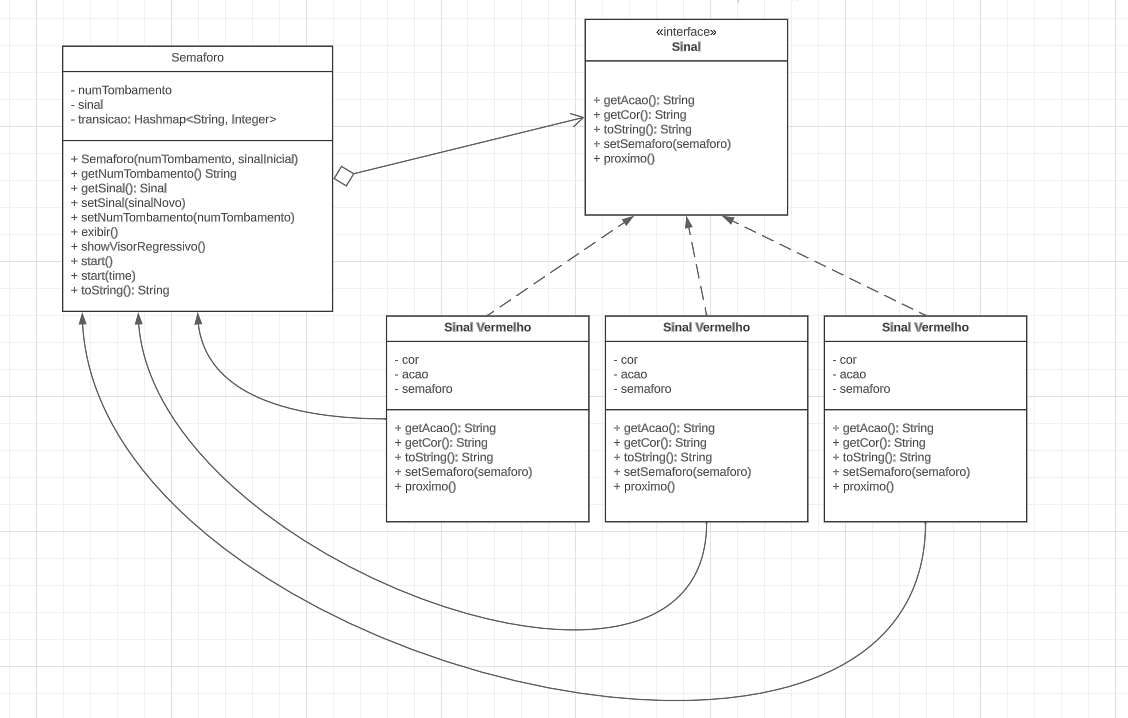 Semaforo
- numTombamento
- sinal
- transicao: Hashmap<String, Integer>
+ Semaforo(numTombamento, sinalInicial)
+ getNumTombamento() String
+ getSinal(): Sinal
+ setSinal(sinalNovo)
+ setNumTombamento(numTombamento)
+ exibir()
+ showVisorRegressivo()
+ start()
+ start(time)
+ toString(): String
«interface»
Sinal
+ getAcao(): String
+ getCor(): String
+ toString(): String
+ setSemaforo(semaforo)
+ proximo()
Sinal Vermelho
- cor
- acao
- semaforo
+ getAcao(): String
+ getCor(): String
+ toString(): String
+ setSemaforo(semaforo)
+ proximo()
Sinal Vermelho
- cor
- acao
- semaforo
+ getAcao(): String
+ getCor(): String
+ toString(): String
+ setSemaforo(semaforo)
+ proximo()
Sinal Vermelho
- cor
- acao
- semaforo
+ getAcao(): String
+ getCor(): String
+ toString(): String
+ setSemaforo(semaforo)
+ proximo()